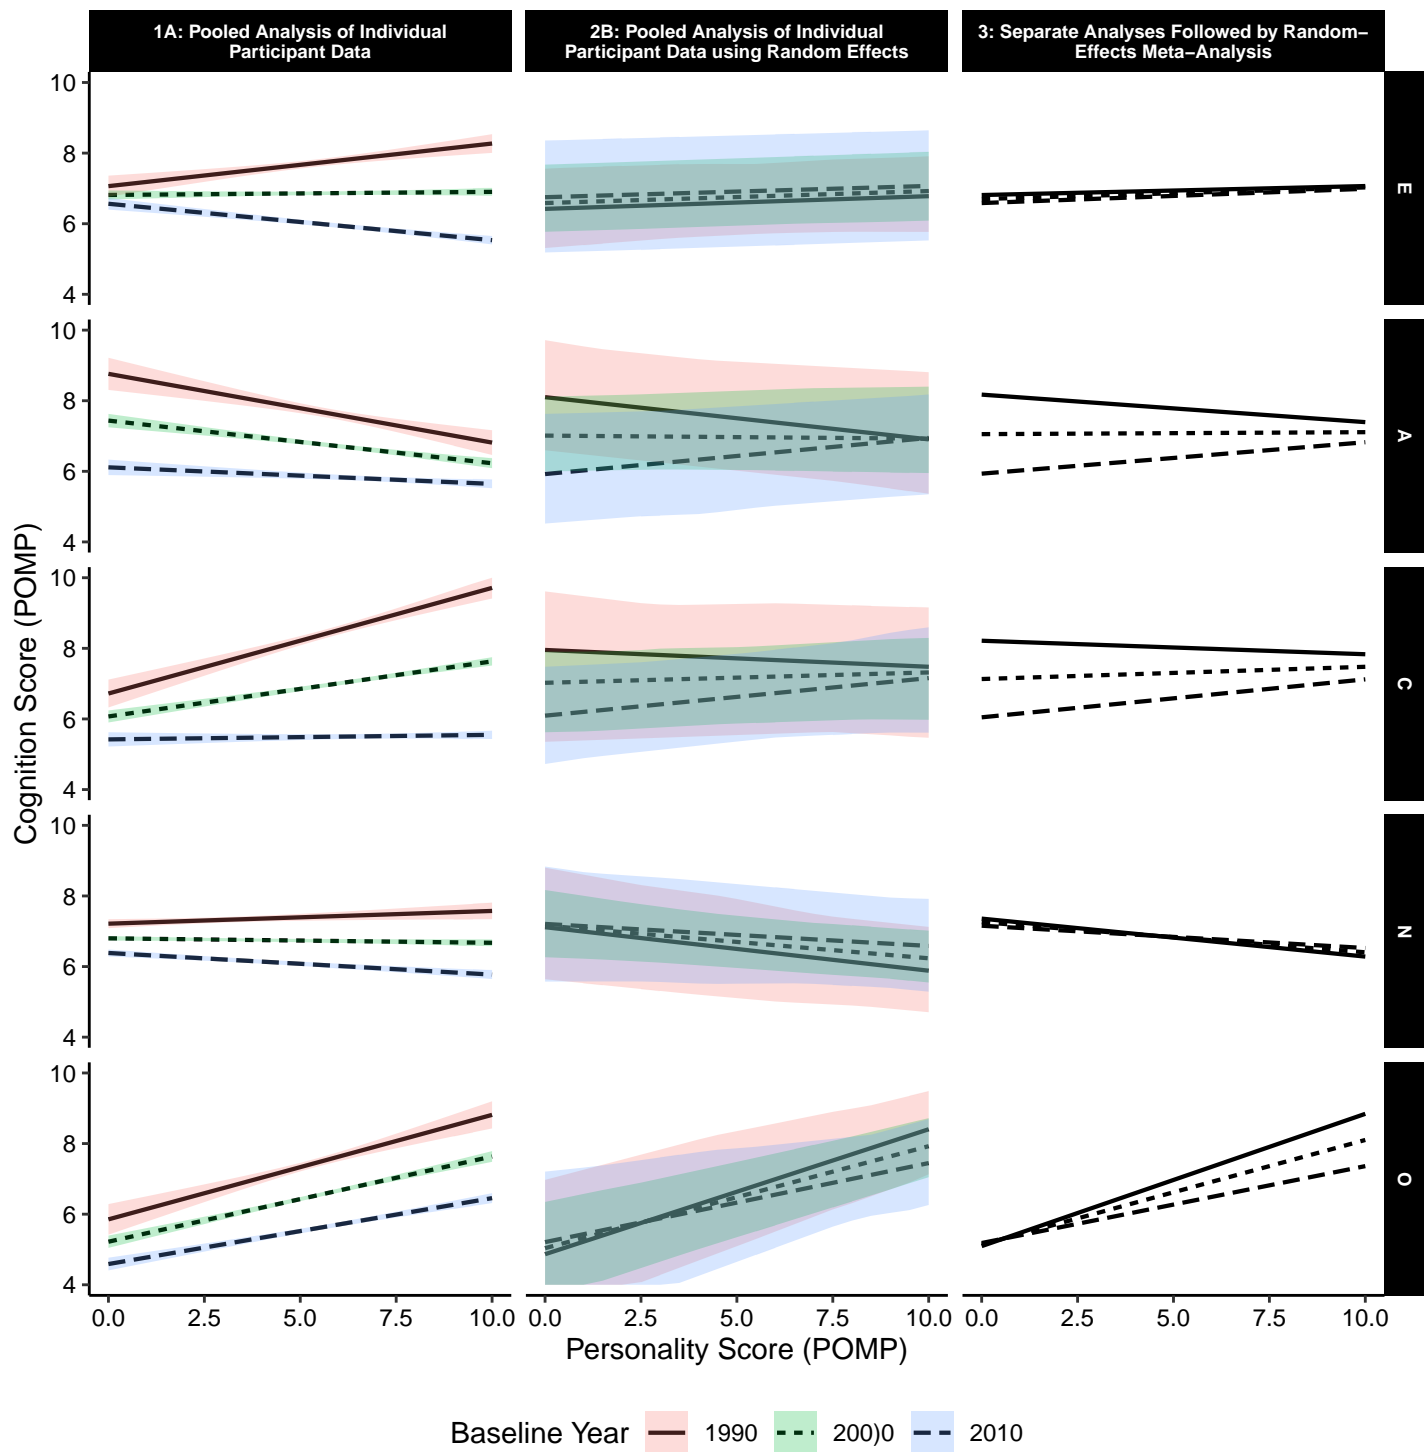 1A: Pooled Analysis of Individual
Participant Data
2B: Pooled Analysis of Individual
Participant Data using Random Effects
3: Separate Analyses Followed by Random−
Effects Meta−Analysis
10
8
6
4
E
10
8
6
4
A
10
8
6
4
C
10
8
6
4
N
10
8
6
4
O
Cognition Score (POMP)
0.0 2.5 5.0 7.5 10.0
0.0 2.5 5.0 7.5 10.0
0.0 2.5 5.0 7.5 10.0
Personality Score (POMP)
Baseline Year 1990 200)0 2010